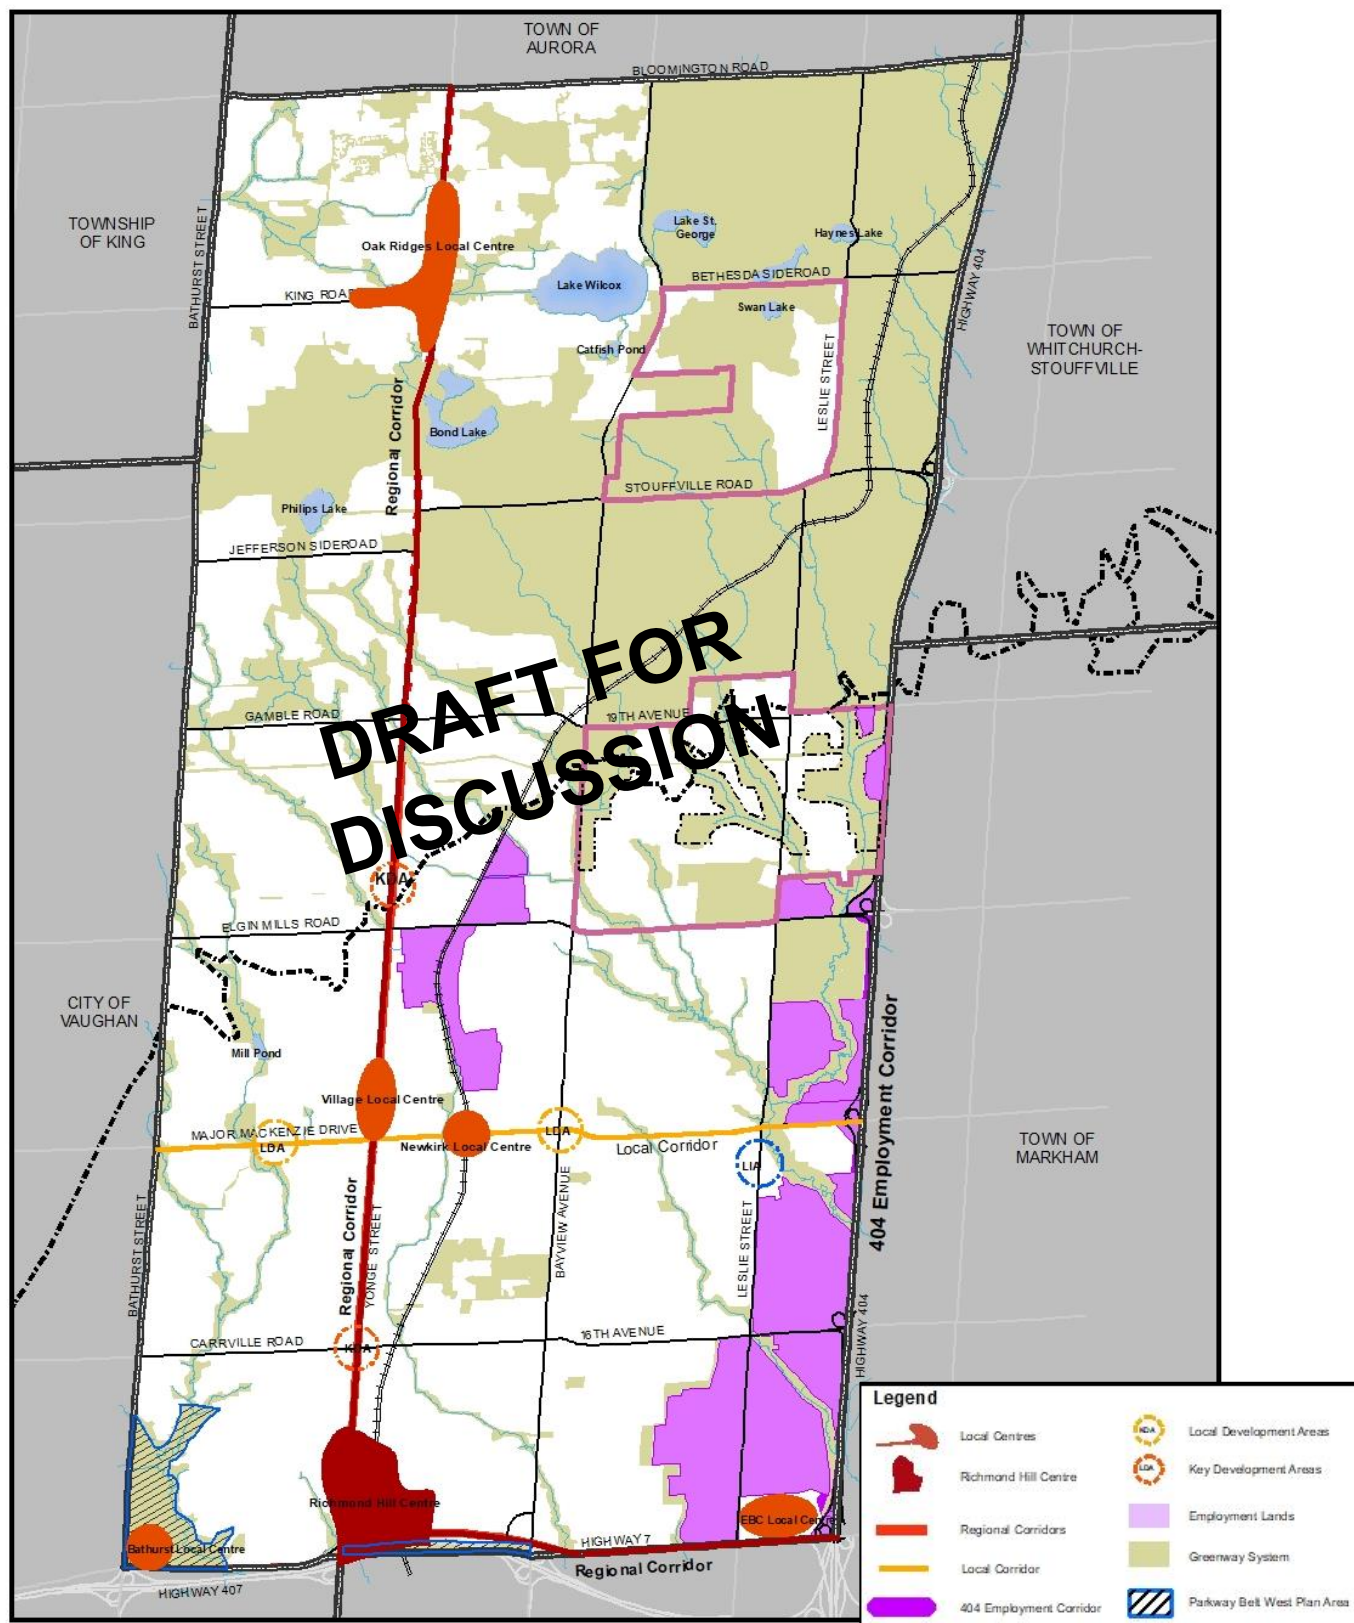 TOWN OF
AURORA
BLOOMINGTON ROAD
TOWNSHIP
OF KING
BATHURST STREET
Lake St.
George
Haynes Lake
Oak Ridges Local Centre
BETHESDA SIDEROAD
HIGHWAY 404
KING ROAD
Lake Wilcox
Swan Lake
Catfish Pond
LESLIE STREET
TOWN OF
WHITCHURCH-
STOUFFVILLE
Regional Corridor
Bond Lake
STOUFFVILLE ROAD
Philips Lake
JEFFERSON SIDEROAD
DRAFT FOR
DISCUSSION
GAMBLE ROAD
19TH AVENUE
KDA
ELGIN MILLS ROAD
CITY OF
VAUGHAN
Mill Pond
404 Employment Corridor
Village Local Centre
MAJOR MACKENZIE DRIVE
LDA
Newkirk Local Centre
LDA
Local Corridor
LIA
TOWN OF
MARKHAM
BATHURST STREET
Regional Corridor
YONGE STREET
BAYVIEW AVENUE
LESLIE STREET
HIGHWAY 404
CARRVILLE ROAD
KDA
16TH AVENUE
Richmond Hill Centre
EBC Local Centre
Bathurst Local Centre
HIGHWAY 7
Regional Corridor
HIGHWAY 407
Legend
Local Centres
Richmond Hill Centre
Regional Corridors
Local Corridor
404 Employment Corridor
KDA
Local Development Areas
LDA
Key Development Areas
Employment Lands
Greenway System
Parkway Belt West Plan Area